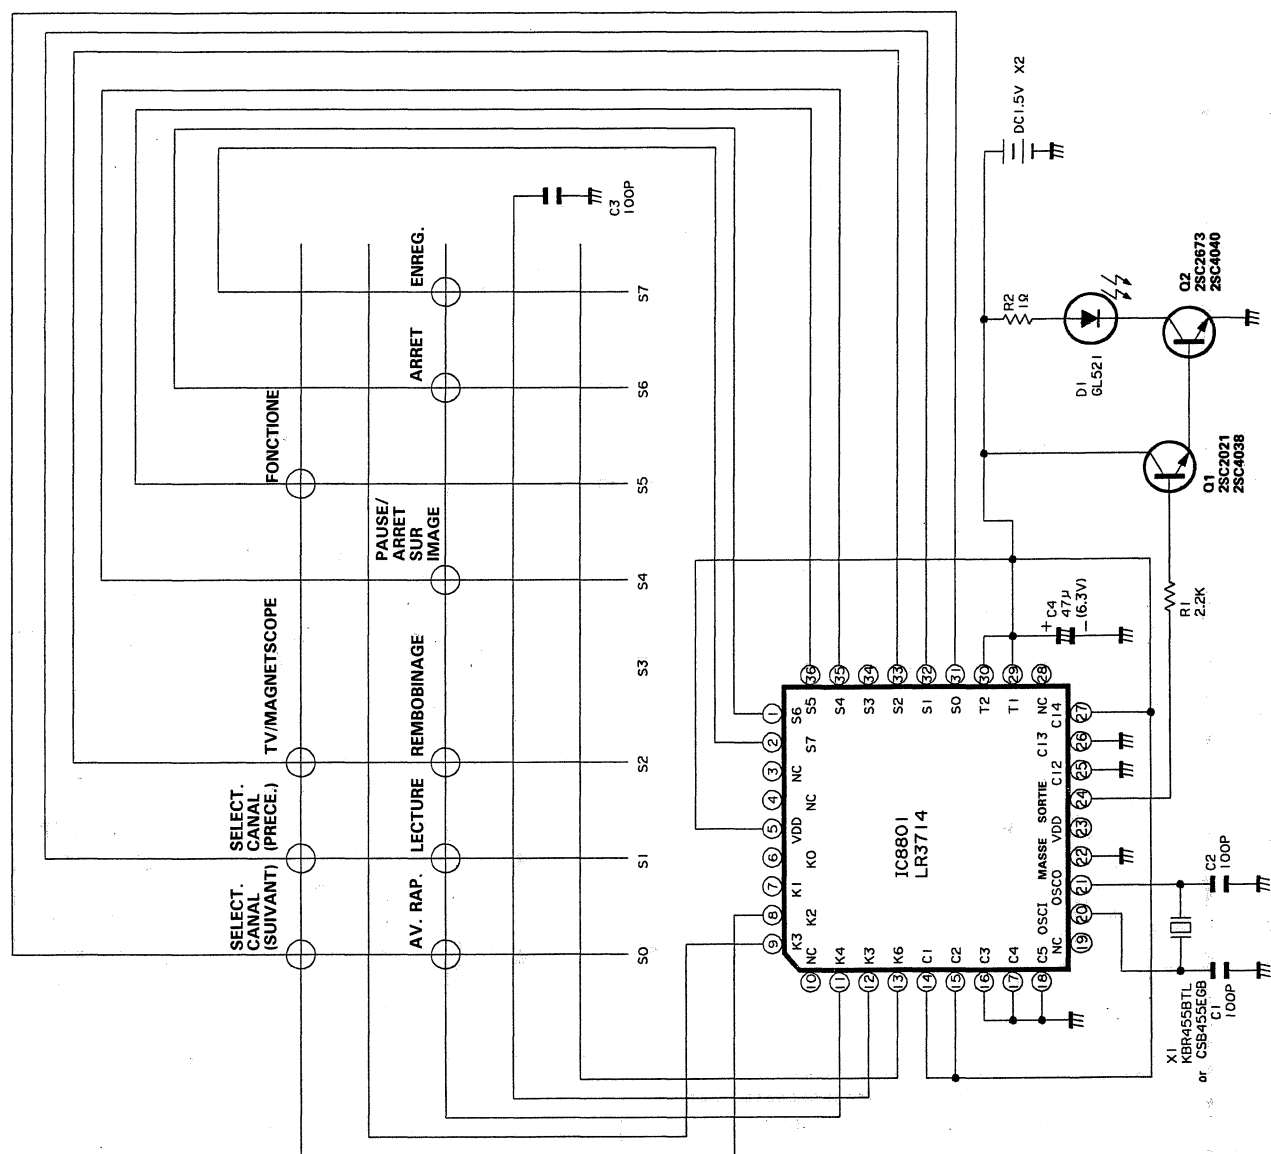 DC1.5V X2
C3
100P
ENREG.
S7
ARRET
S6
FONCTIONE
S5
PAUSE/
ARRET
SUR
IMAGE
S4
S3
TV/MAGNETSCOPE
REMBOBINAGE
S2
SELECT.
CANAL
(PRECE.)
LECTURE
S1
SELECT.
CANAL
(SUIVANT)
AV. RAP.
S0
R2
1Ω
D1
GL521
Q2
2SC2673
2SC4040
Q1
2SC2021
2SC4038
R1
2.2K
+
C4
47μ
(6.3V)
−
IC8801
LR3714
1 S6
2 S7
3 NC
4 NC
5 VDD
6 K0
7 K1
8 K2
9 K3
10 NC
11 K4
12 K3
13 K6
14 C1
15 C2
16 C3
17 C4
18 C5
19 NC
20 OSCI
21 OSCO
22 MASSE
23 VDD
24 SORTIE
25 C12
26 C13
27 C14
28 NC
29 T1
30 T2
31 S0
32 S1
33 S2
34 S3
35 S4
36 S5
X1
KBR455BTL
or CSB455EGB
C1
100P
C2
100P